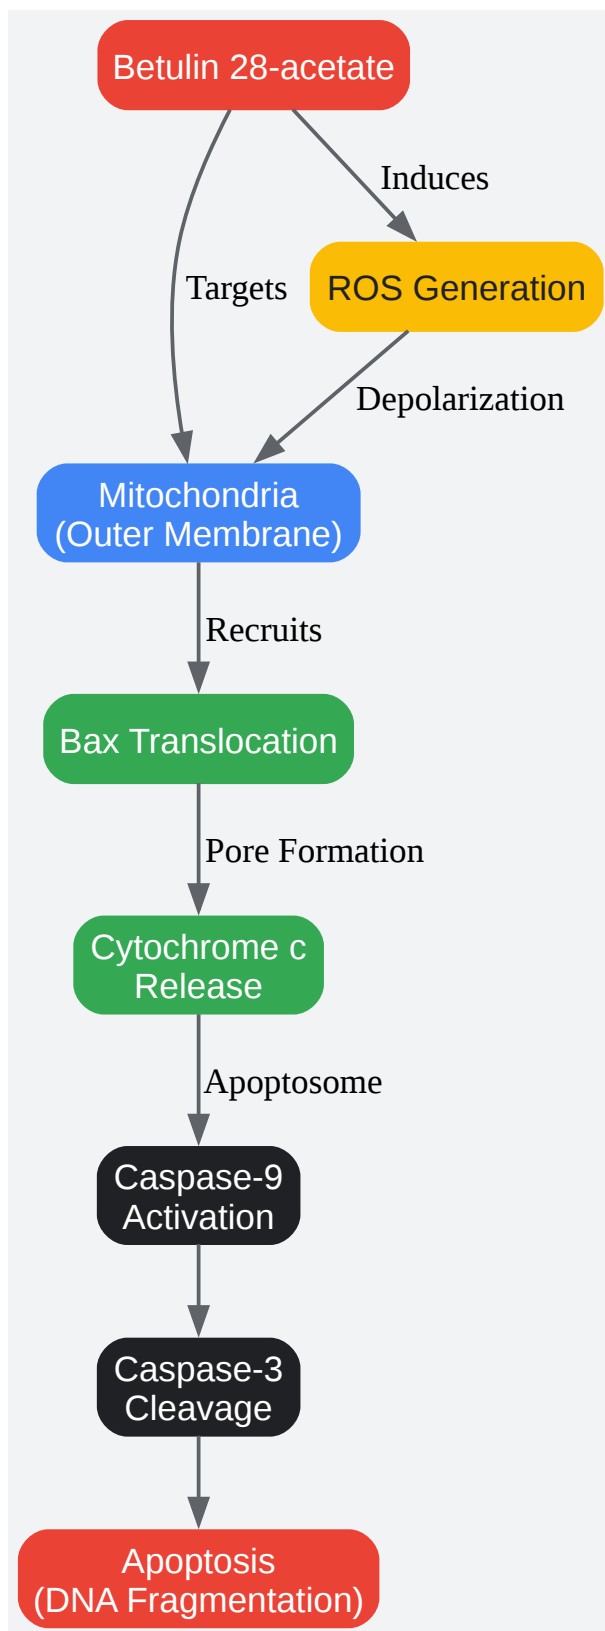 Betulin 28-acetate
Induces
Targets
ROS Generation
Depolarization
Mitochondria
(Outer Membrane)
Recruits
Bax Translocation
Pore Formation
Cytochrome c
Release
Apoptosome
Caspase-9
Activation
Caspase-3
Cleavage
Apoptosis
(DNA Fragmentation)